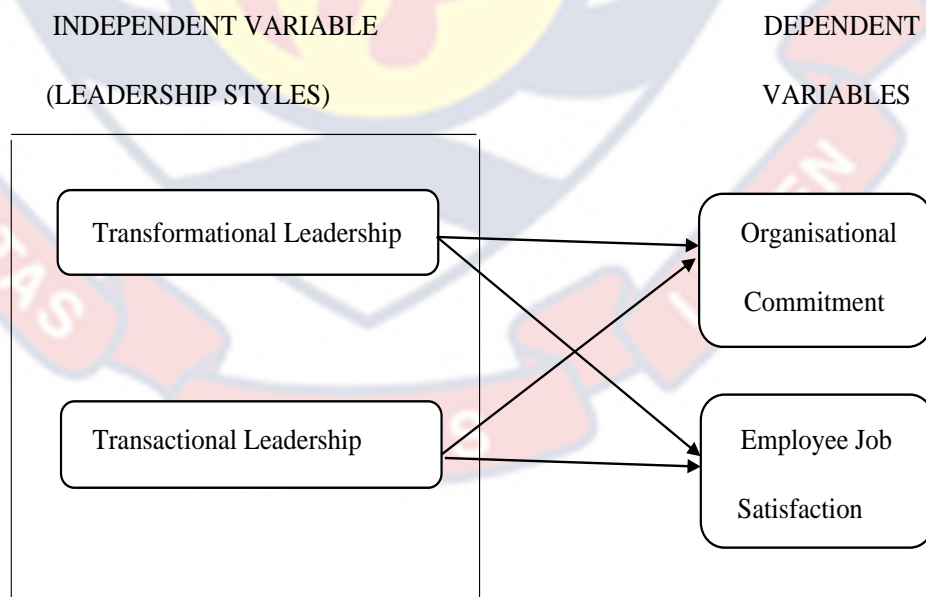 INDEPENDENT VARIABLE
(LEADERSHIP STYLES)
DEPENDENT
VARIABLES
Transformational Leadership
Organisational
Commitment
Transactional Leadership
Employee Job
Satisfaction